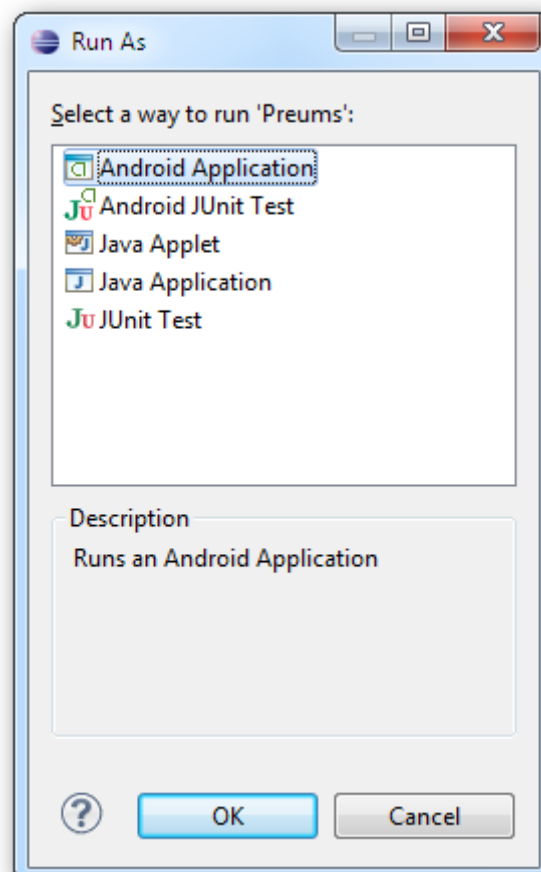 Run As
Select a way to run 'Preums':
Android Application
Android JUnit Test
Java Applet
Java Application
JUnit Test
Description
Runs an Android Application
OK Cancel